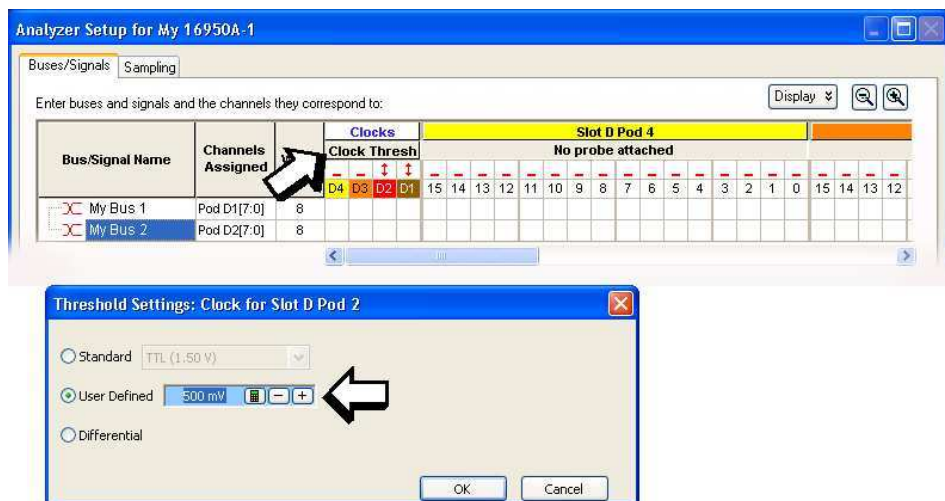 Analyzer Setup for My 16950A-1
Buses/Signals Sampling
Enter buses and signals and the channels they correspond to:
Display
Bus/Signal Name Channels Assigned Clocks Slot D Pod 4
Clock Thresh No probe attached
D4 D3 D2 D1 15 14 13 12 11 10 9 8 7 6 5 4 3 2 1 0 15 14 13 12
My Bus 1 Pod D1[7:0] 8
My Bus 2 Pod D2[7:0] 8
Threshold Settings: Clock for Slot D Pod 2
Standard TTL (1.50 V)
User Defined 500 mV
Differential
OK Cancel